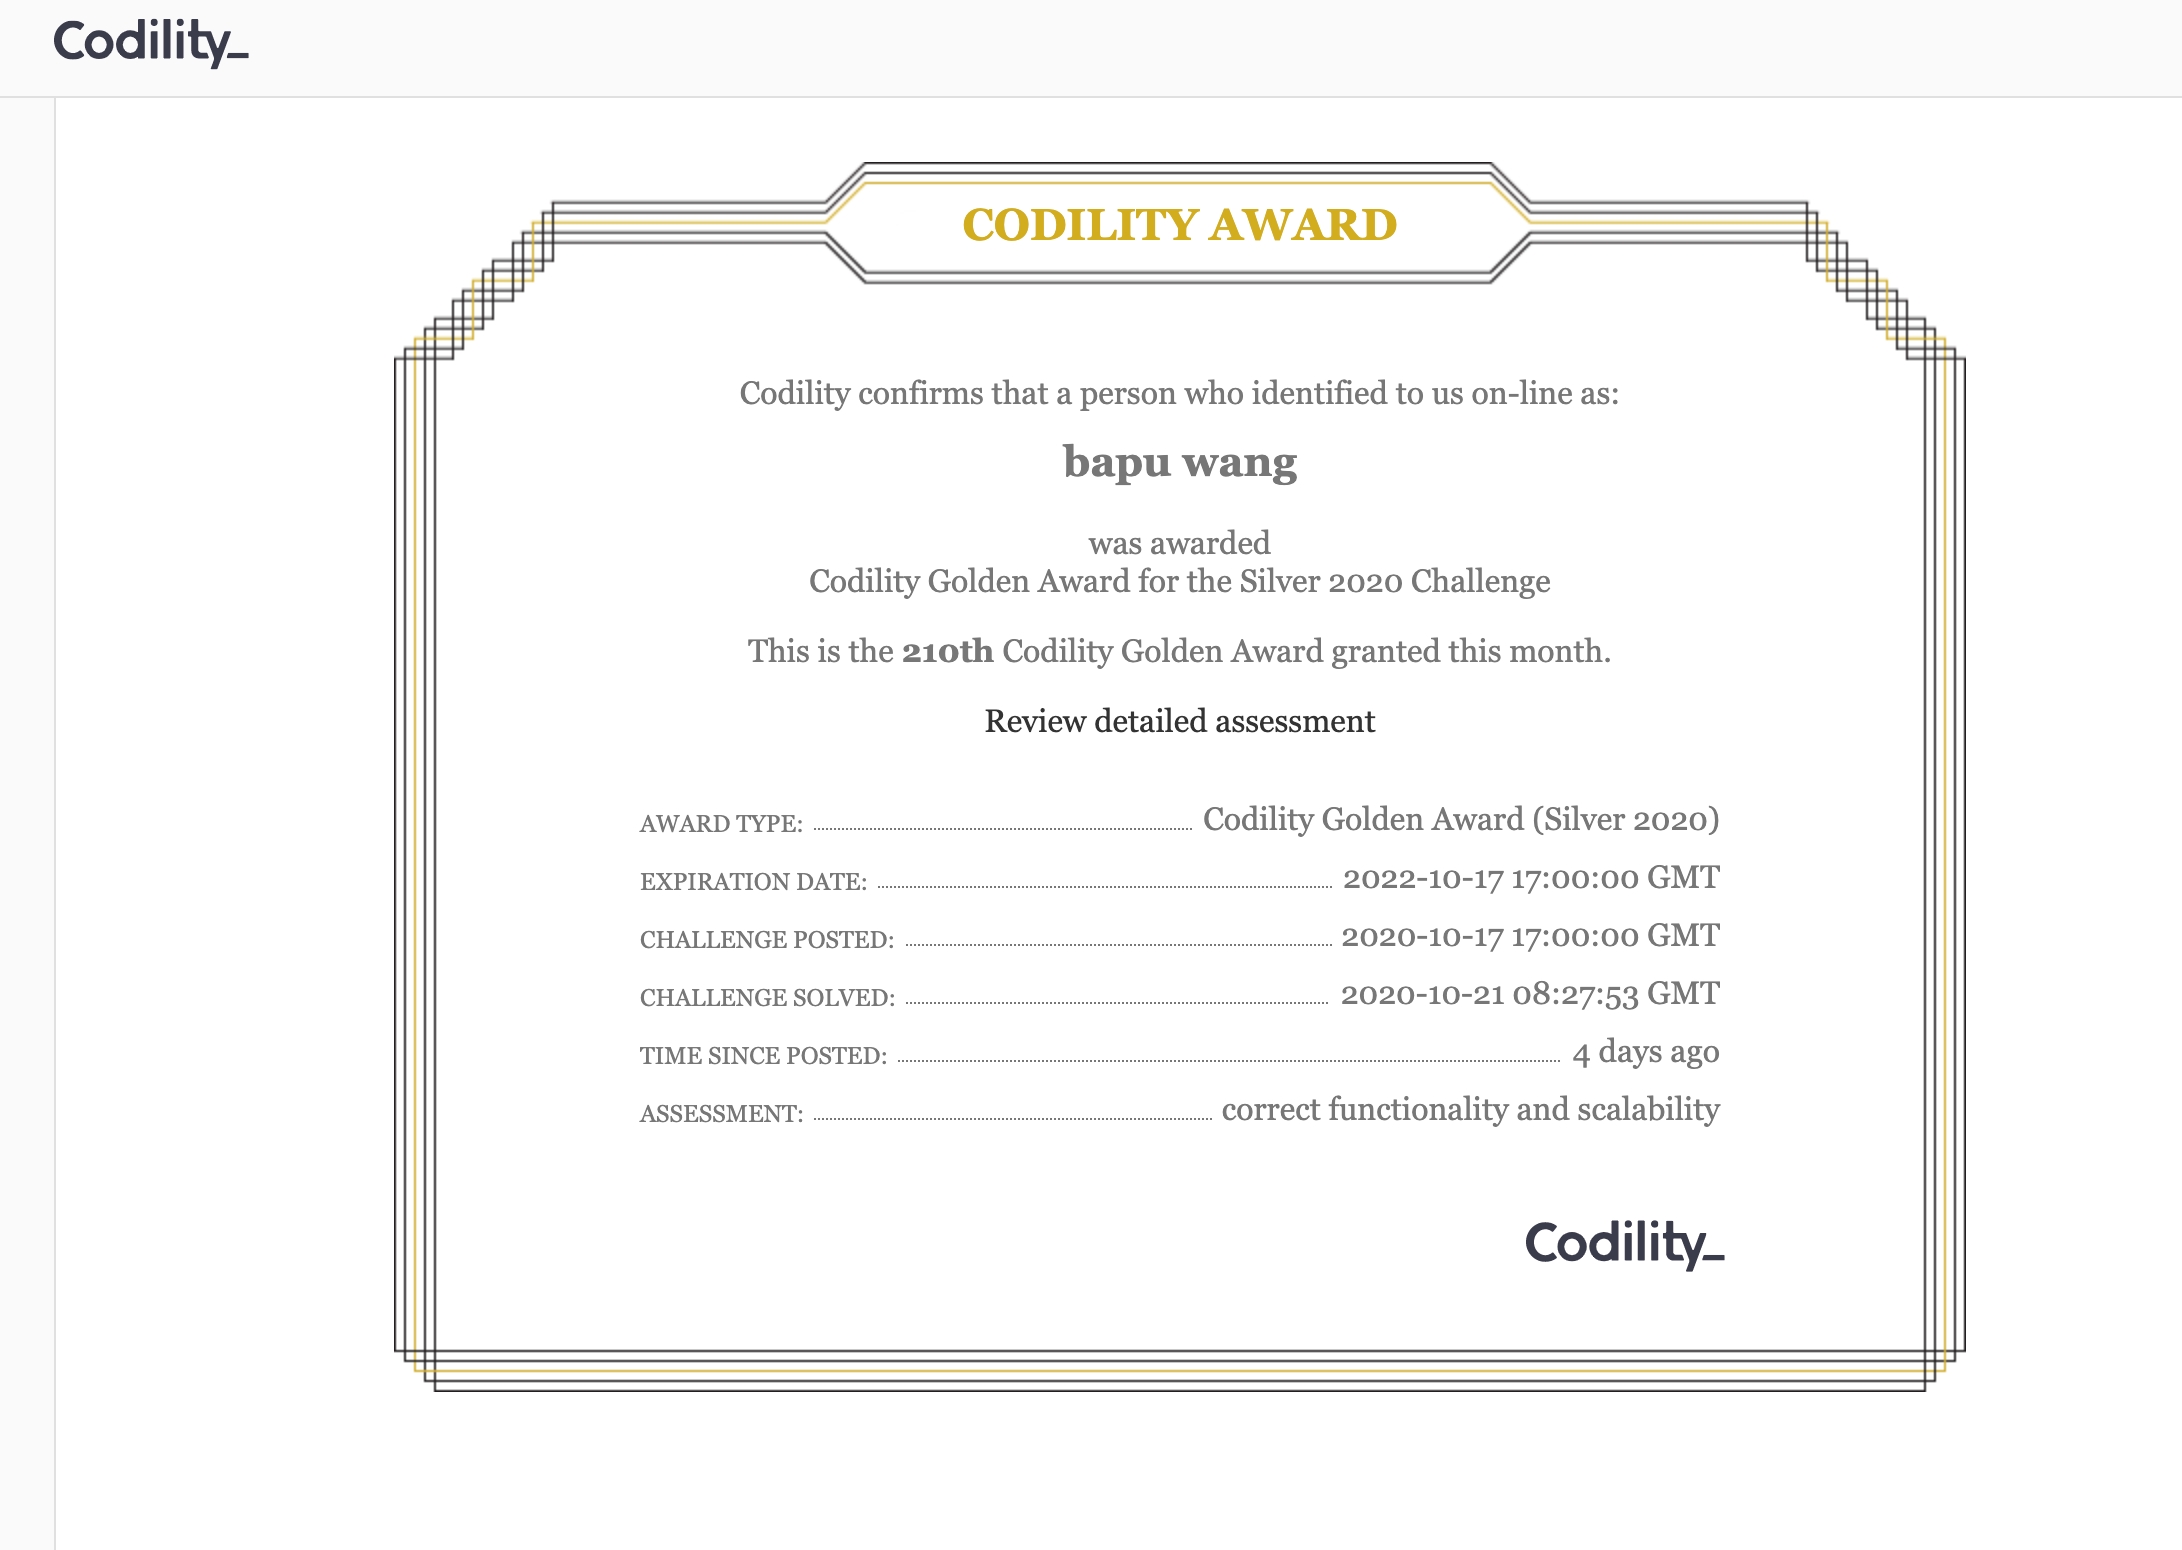 Codility_
CODILITY AWARD
Codility confirms that a person who identified to us on-line as:
bapu wang
was awarded
Codility Golden Award for the Silver 2020 Challenge
This is the 210th Codility Golden Award granted this month.
Review detailed assessment
AWARD TYPE: Codility Golden Award (Silver 2020)
EXPIRATION DATE: 2022-10-17 17:00:00 GMT
CHALLENGE POSTED: 2020-10-17 17:00:00 GMT
CHALLENGE SOLVED: 2020-10-21 08:27:53 GMT
TIME SINCE POSTED: 4 days ago
ASSESSMENT: correct functionality and scalability
Codility_